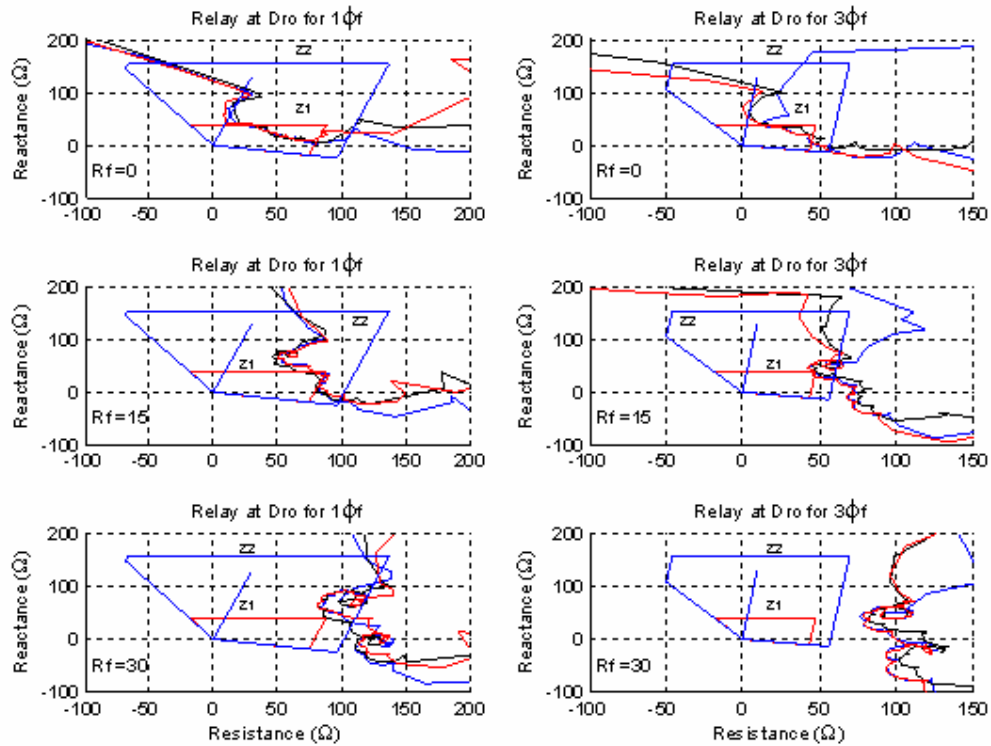 Relay at Dro for 1ϕf
Relay at Dro for 3ϕf
200
100
0
-100
Reactance (Ω)
Z2
Z1
Rf=0
-100 -50 0 50 100 150 200
200
100
0
-100
Reactance (Ω)
Z2
Z1
Rf=0
-100 -50 0 50 100 150
Relay at Dro for 1ϕf
Relay at Dro for 3ϕf
200
100
0
-100
Reactance (Ω)
Z2
Z1
Rf=15
-100 -50 0 50 100 150 200
200
100
0
-100
Reactance (Ω)
Z2
Z1
Rf=15
-100 -50 0 50 100 150
Relay at Dro for 1ϕf
Relay at Dro for 3ϕf
200
100
0
-100
Reactance (Ω)
Z2
Z1
Rf=30
-100 -50 0 50 100 150 200
Resistance (Ω)
200
100
0
-100
Reactance (Ω)
Z2
Z1
Rf=30
-100 -50 0 50 100 150
Resistance (Ω)